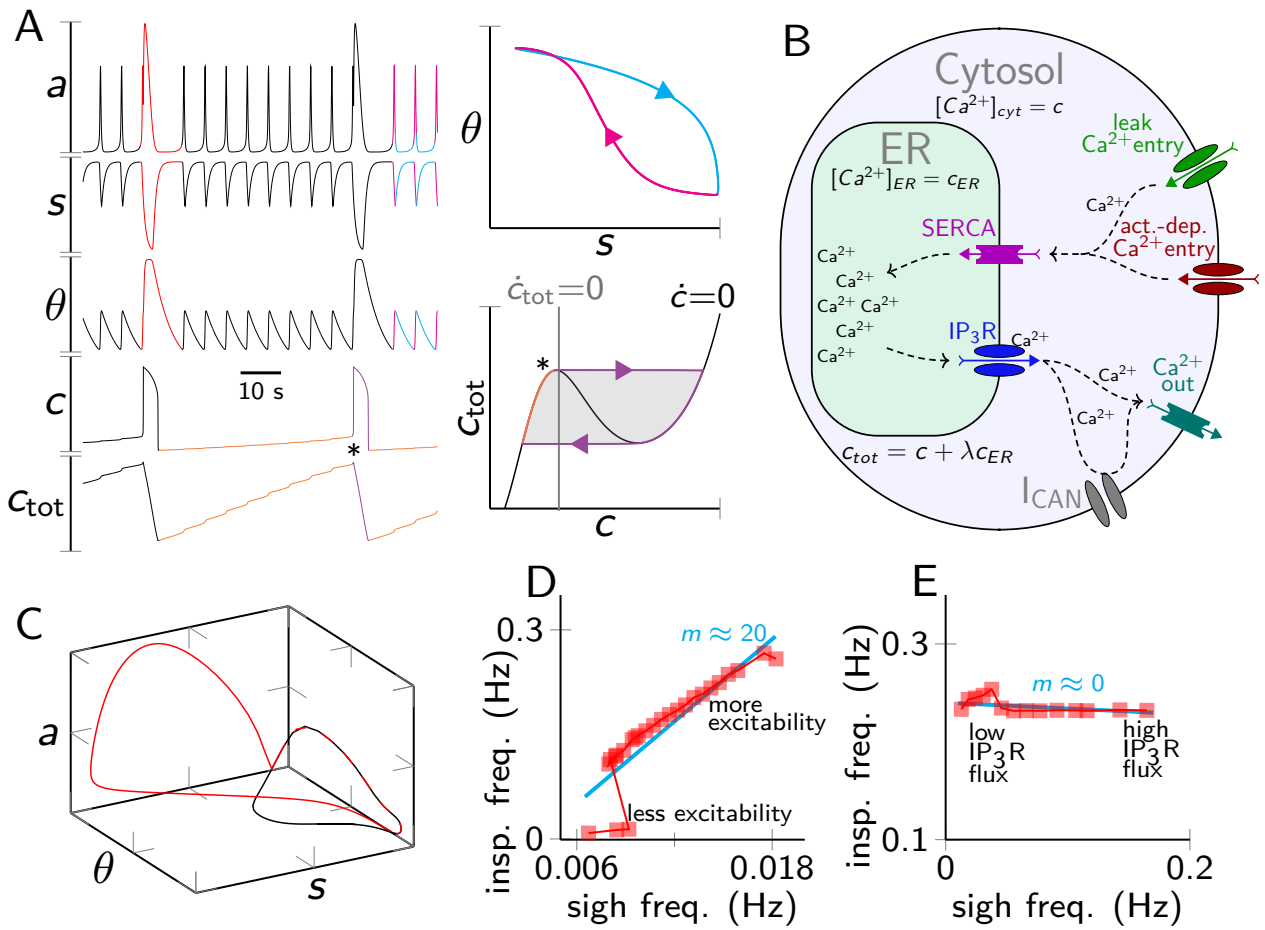 A
a
s
θ
c
10 s
*
c_tot
θ
s
ċ_tot=0
ċ=0
*
c_tot
c
B
Cytosol
[Ca²⁺]_cyt = c
ER
[Ca²⁺]_ER = c_ER
leak
Ca²⁺entry
Ca²⁺
SERCA
act.-dep.
Ca²⁺entry
Ca²⁺
Ca²⁺
Ca²⁺ Ca²⁺
Ca²⁺
Ca²⁺
IP₃R
Ca²⁺
Ca²⁺
Ca²⁺
out
Ca²⁺
c_tot = c + λc_ER
I_CAN
C
a
θ
s
D
insp. freq. (Hz)
0.3
0
m ≈ 20
more
excitability
less excitability
0.006
0.018
sigh freq. (Hz)
E
insp. freq. (Hz)
0.3
0.1
m ≈ 0
low
IP₃R
flux
high
IP₃R
flux
0
0.2
sigh freq. (Hz)